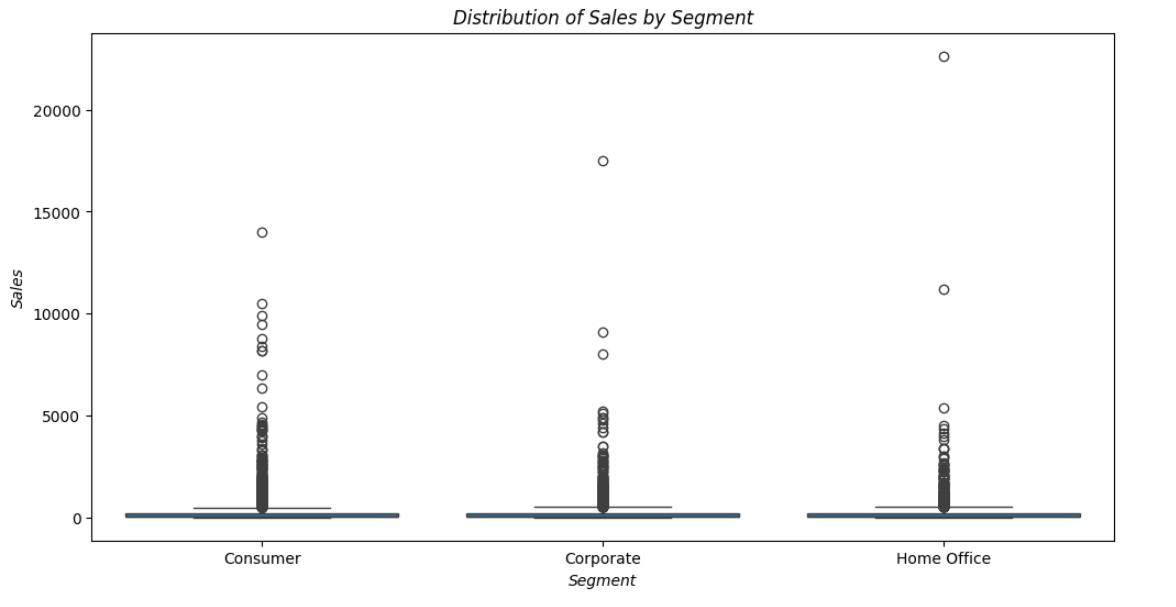 Distribution of Sales by Segment
20000
15000
10000
5000
0
Sales
Consumer
Corporate
Home Office
Segment